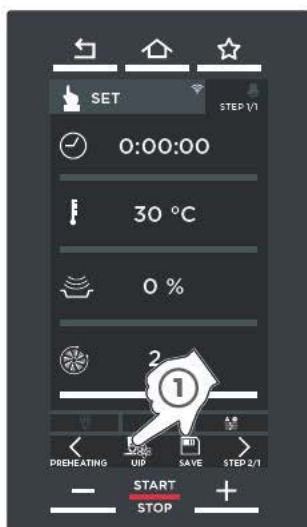 SET
STEP 1/1
0:00:00
30 °C
0 %
2
1
PREHEATING UIP SAVE STEP 2/1
START
STOP